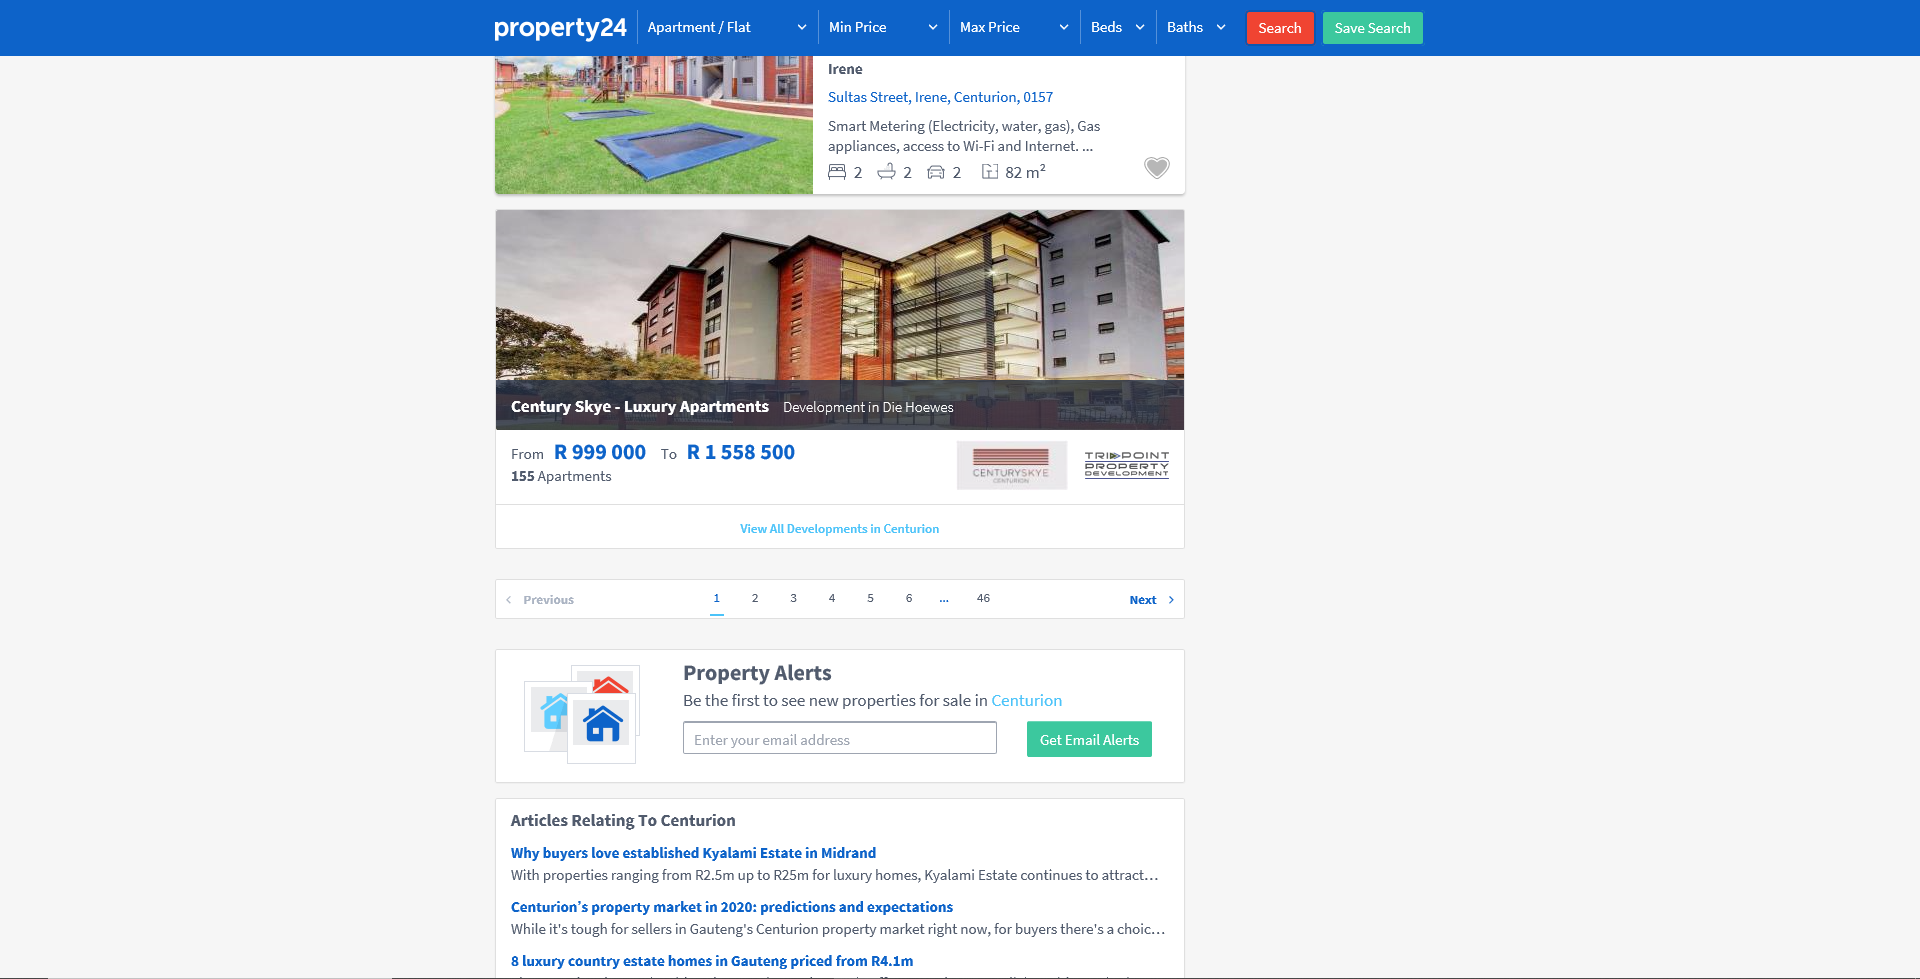 property24
Apartment / Flat
Min Price
Max Price
Beds
Baths
Search
Save Search
Irene
Sultas Street, Irene, Centurion, 0157
Smart Metering (Electricity, water, gas), Gas
appliances, access to Wi-Fi and Internet. ...
2 2 2 82 m²
Century Skye - Luxury Apartments Development in Die Hoewes
From R 999 000 To R 1 558 500
155 Apartments
CENTURYSKYE
CENTURION
TRI POINT
PROPERTY
DEVELOPMENT
View All Developments in Centurion
Previous 1 2 3 4 5 6 ... 46 Next
Property Alerts
Be the first to see new properties for sale in Centurion
Enter your email address
Get Email Alerts
Articles Relating To Centurion
Why buyers love established Kyalami Estate in Midrand
With properties ranging from R2.5m up to R25m for luxury homes, Kyalami Estate continues to attract…
Centurion’s property market in 2020: predictions and expectations
While it's tough for sellers in Gauteng's Centurion property market right now, for buyers there's a choic…
8 luxury country estate homes in Gauteng priced from R4.1m